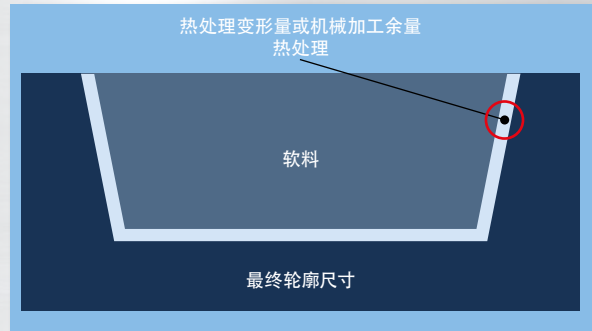 热处理变形量或机械加工余量
热处理
软料
最终轮廓尺寸